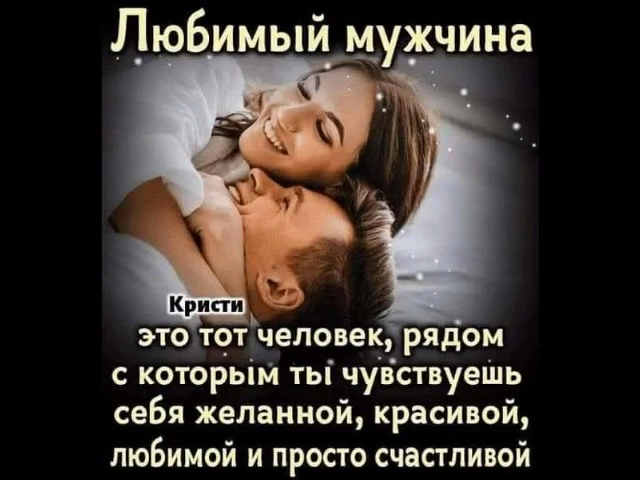 Любимый мужчина
Кристи
это тот человек, рядом
с которым ты чувствуешь
себя желанной, красивой,
любимой и просто счастливой